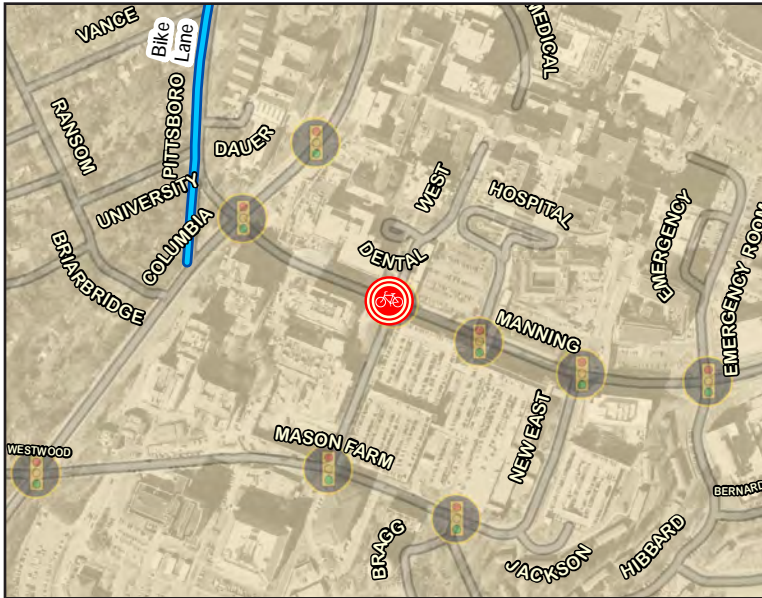 VANCE
Bike
Lane
MEDICAL
RANSOM
PITTSBORO
DAUER
UNIVERSITY
WEST
HOSPITAL
COLUMBIA
BRIARBRIDGE
DENTAL
EMERGENCY
EMERGENCY ROOM
MANNING
WESTWOOD
MASON FARM
NEW EAST
BERNARD
BRAGG
JACKSON
HIBBARD